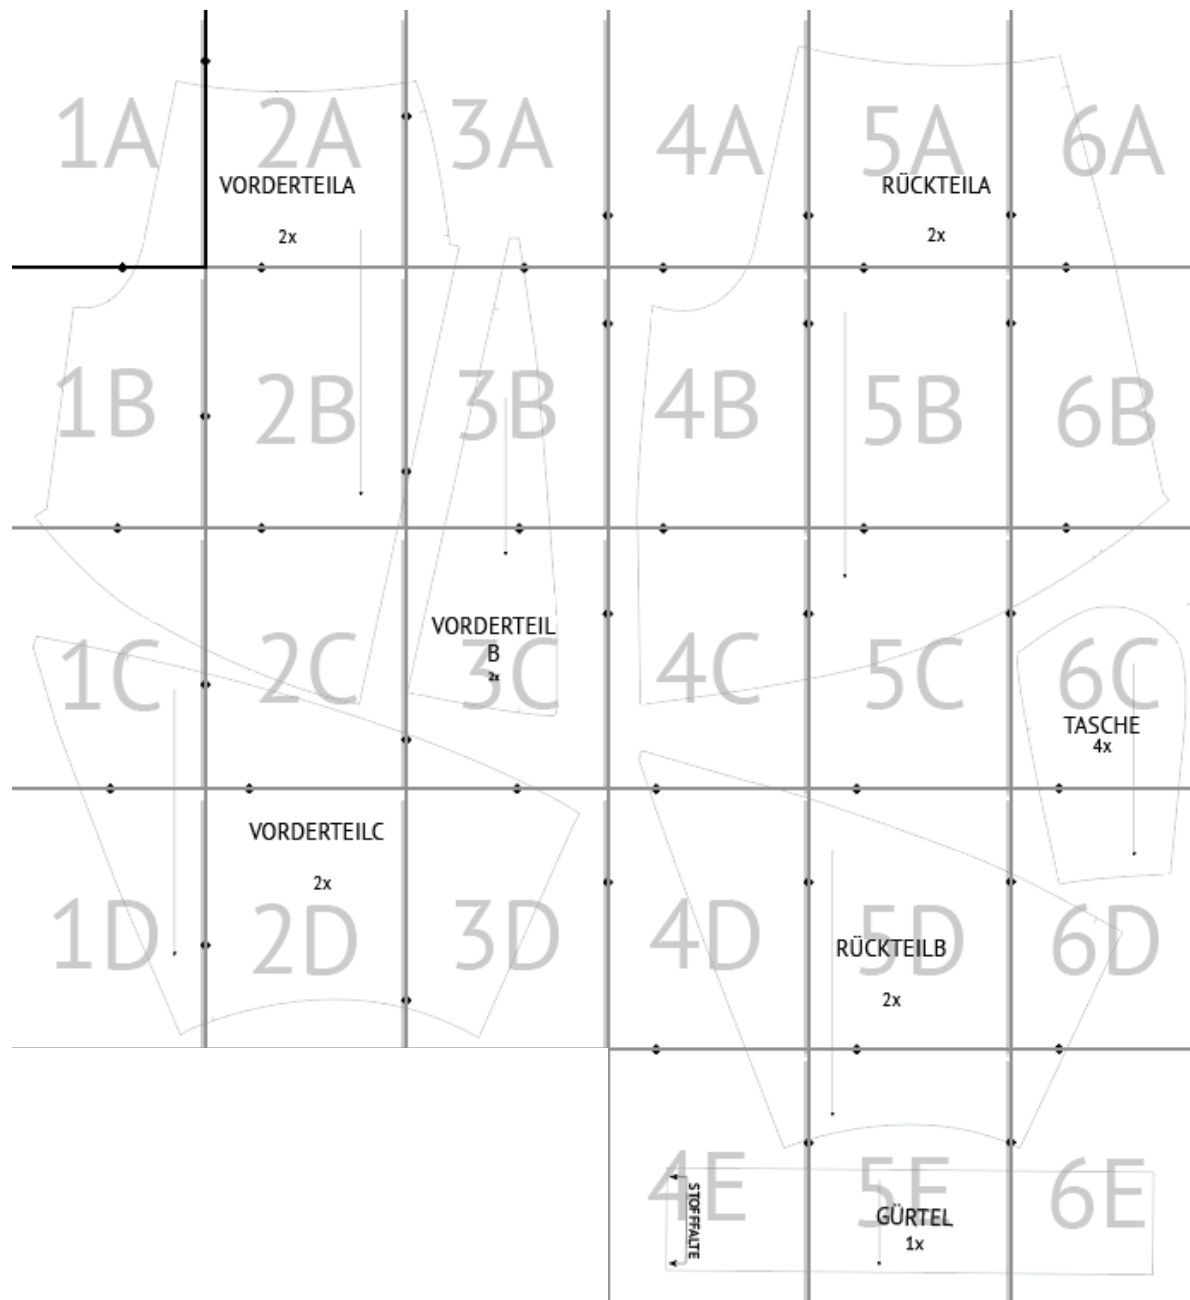 1A 2A 3A 4A 5A 6A
VORDERTEILA
2x
RÜCKTEILA
2x
1B 2B 3B 4B 5B 6B
VORDERTEIL
B
2x
1C 2C 3C 4C 5C 6C
TASCHE
4x
VORDERTEILC
2x
1D 2D 3D 4D 5D 6D
RÜCKTEILB
2x
4E 5E 6E
STOFFFALTE
GÜRTEL
1x